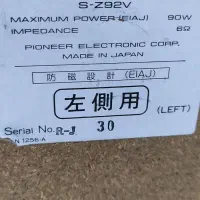 S-Z92V
MAXIMUM POWER (EIAJ) 90W
IMPEDANCE 6Ω
PIONEER ELECTRONIC CORP.
MADE IN JAPAN
防磁設計 (EIAJ)
左側用
(LEFT)
Serial No. R-J 30